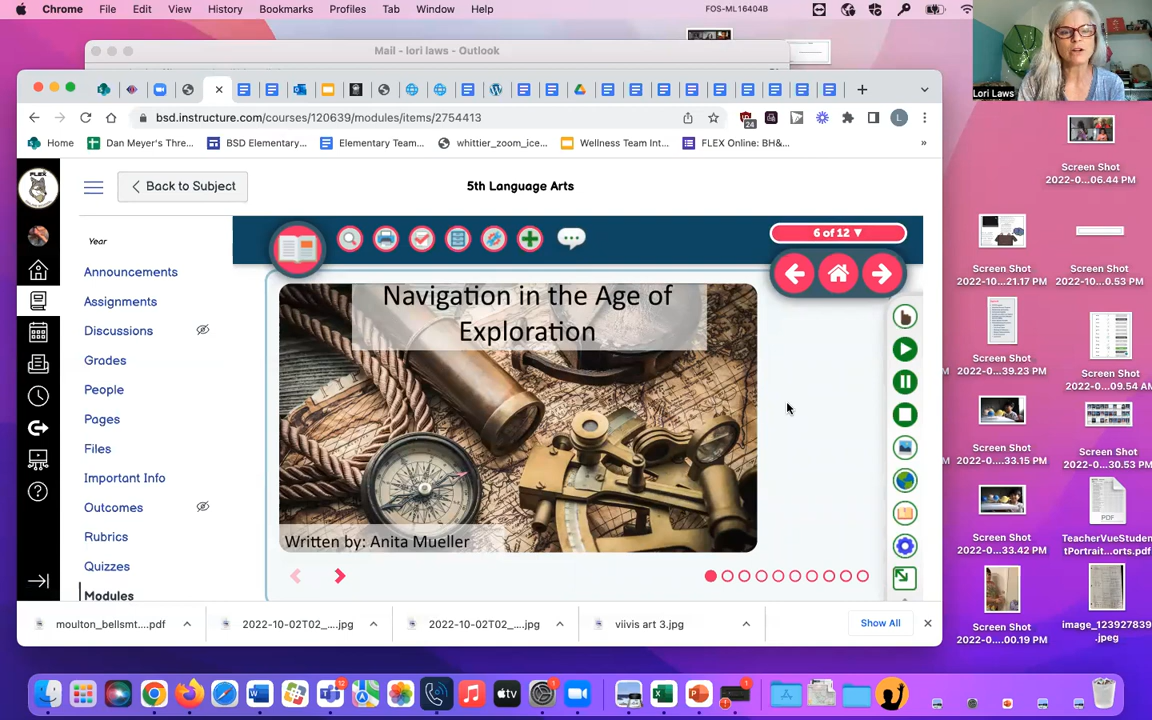 Chrome File Edit View History Bookmarks Profiles Tab Window Help FOS-ML16404B
Mail - lori laws - Outlook
Lori Laws
bsd.instructure.com/courses/120639/modules/items/2754413
24
L
Home Dan Meyer's Thre... BSD Elementary... Elementary Team... whittier_zoom_ice... Wellness Team Int... FLEX Online: BH&... »
FLEX
Back to Subject
5th Language Arts
Year
Announcements
Assignments
Discussions
Grades
People
Pages
Files
Important Info
Outcomes
Rubrics
Quizzes
Modules
6 of 12 ▼
Navigation in the Age of
Exploration
Written by: Anita Mueller
moulton_bellsmt....pdf
2022-10-02T02_....jpg
2022-10-02T02_....jpg
viivis art 3.jpg
Show All
Screen Shot
2022-0...06.44 PM
Screen Shot
2022-10...21.17 PM
Screen Shot
2022-10...0.53 PM
Screen Shot
2022-0...39.23 PM
Screen Shot
2022-0...09.54 AM
Screen Shot
2022-0....33.15 PM
Screen Shot
2022-0...30.53 PM
Screen Shot
2022-0...33.42 PM
PDF
TeacherVueStuden
tPortrait...orts.pdf
Screen Shot
2022-0....00.19 PM
image_123927839
.jpeg
12
tv
1
1